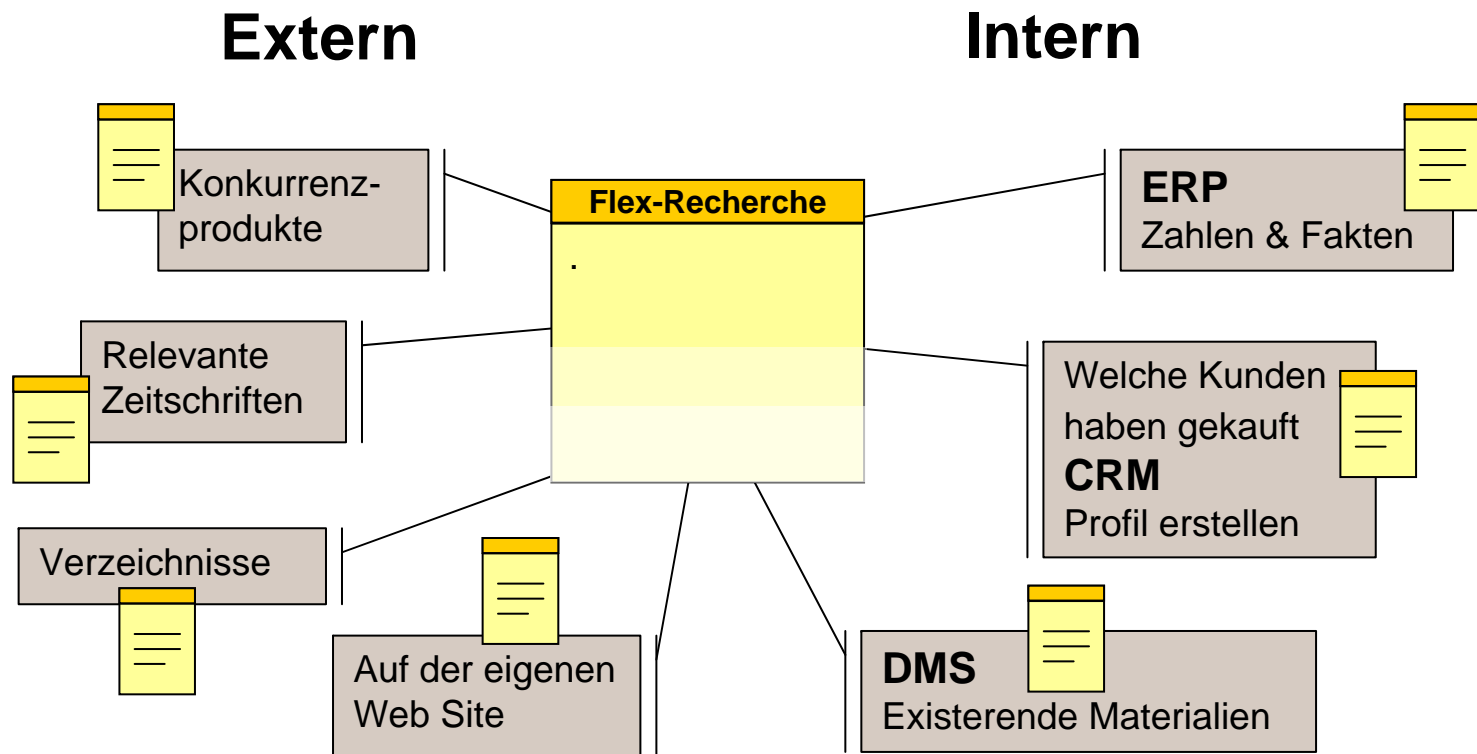 Extern
Intern
Konkurrenz-
produkte
Flex-Recherche
.
ERP
Zahlen & Fakten
Relevante
Zeitschriften
Welche Kunden
haben gekauft
CRM
Profil erstellen
Verzeichnisse
Auf der eigenen
Web Site
DMS
Existerende Materialien